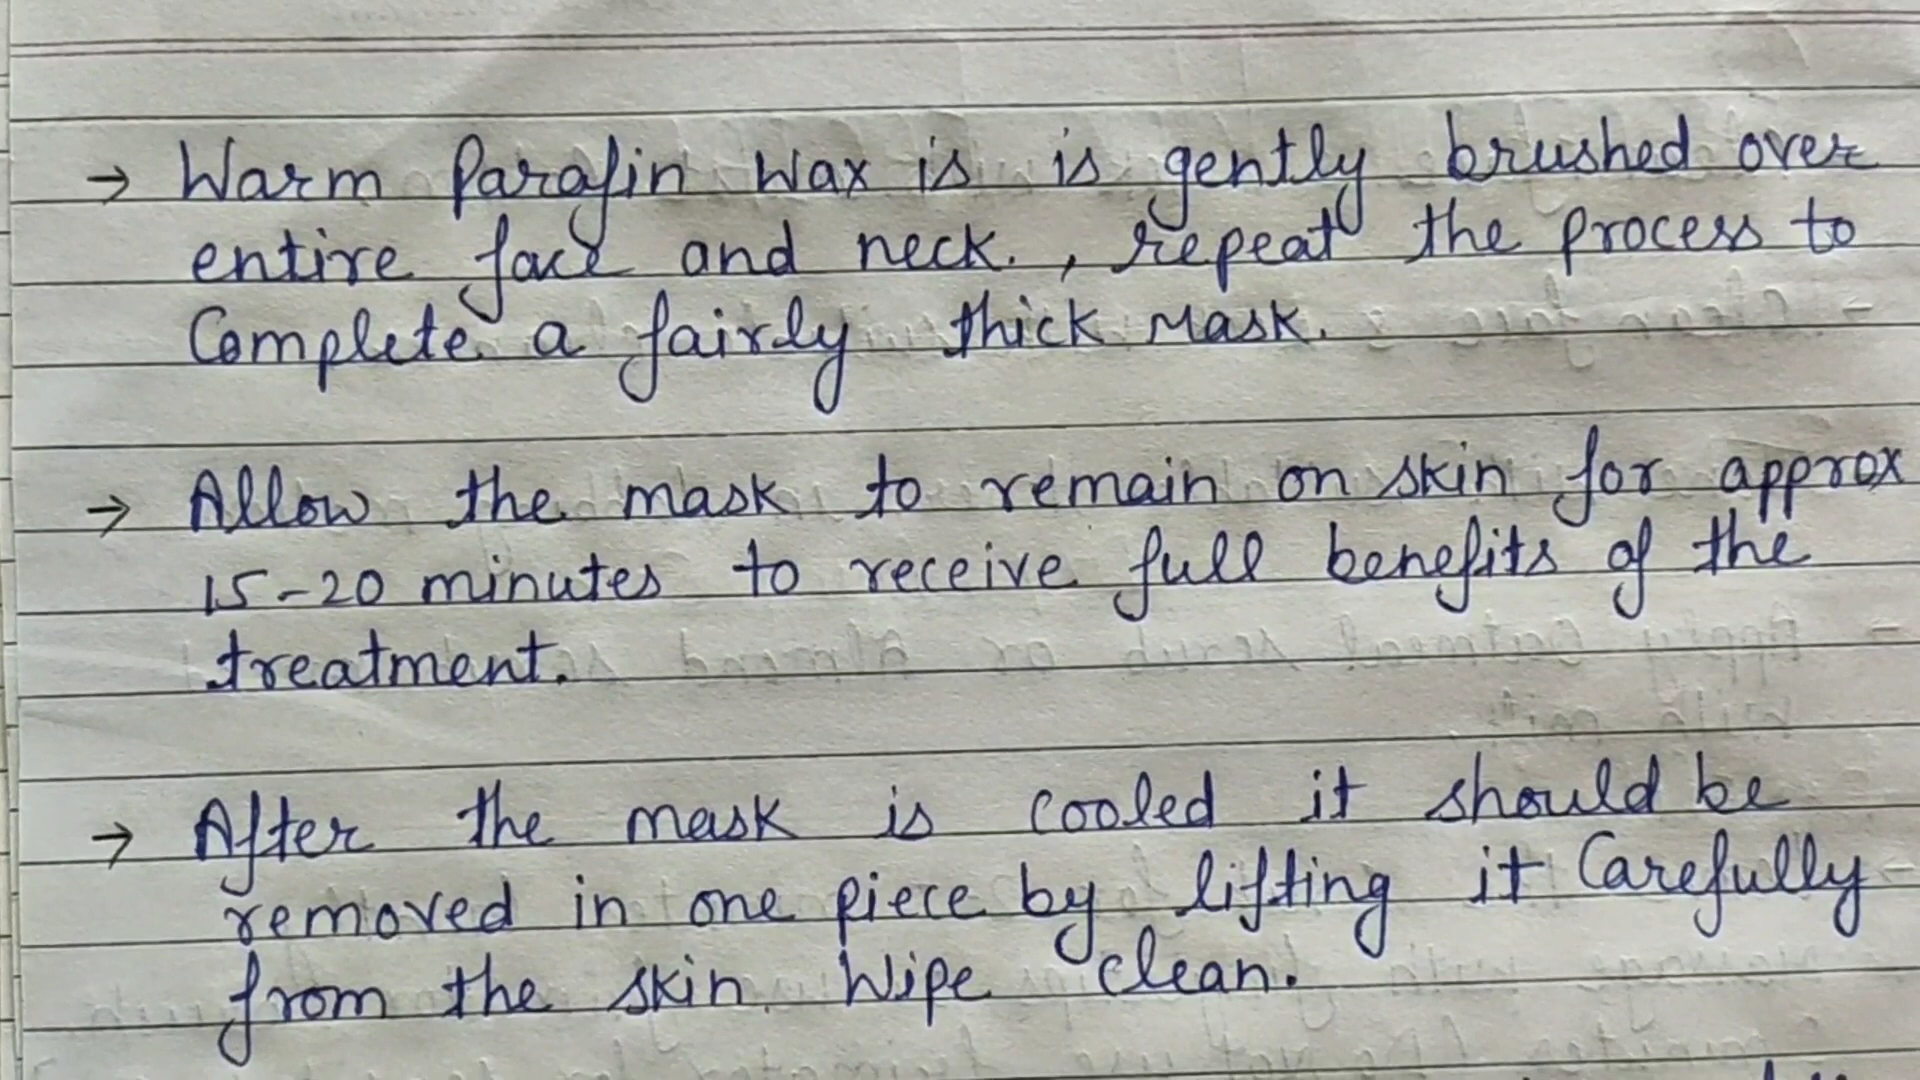 → Warm Parafin Wax is is gently brushed over
entire face and neck. , repeat the process to
Complete a fairly thick Mask.
→ Allow the mask to remain on skin for approx
15-20 minutes to receive full benefits of the
treatment.
→ After the mask is cooled it should be
removed in one piece by lifting it Carefully
from the skin. Wipe clean.